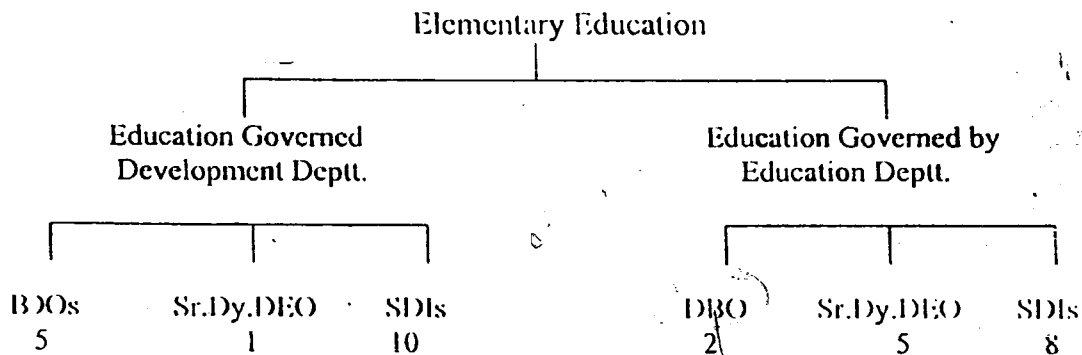 Elementary Education
Education Governed
Development Deptt.
Education Governed by
Education Deptt.
BDOs Sr.Dy.DEO SDIs DBO Sr.Dy.DEO SDIs
5 1 10 2 5 8